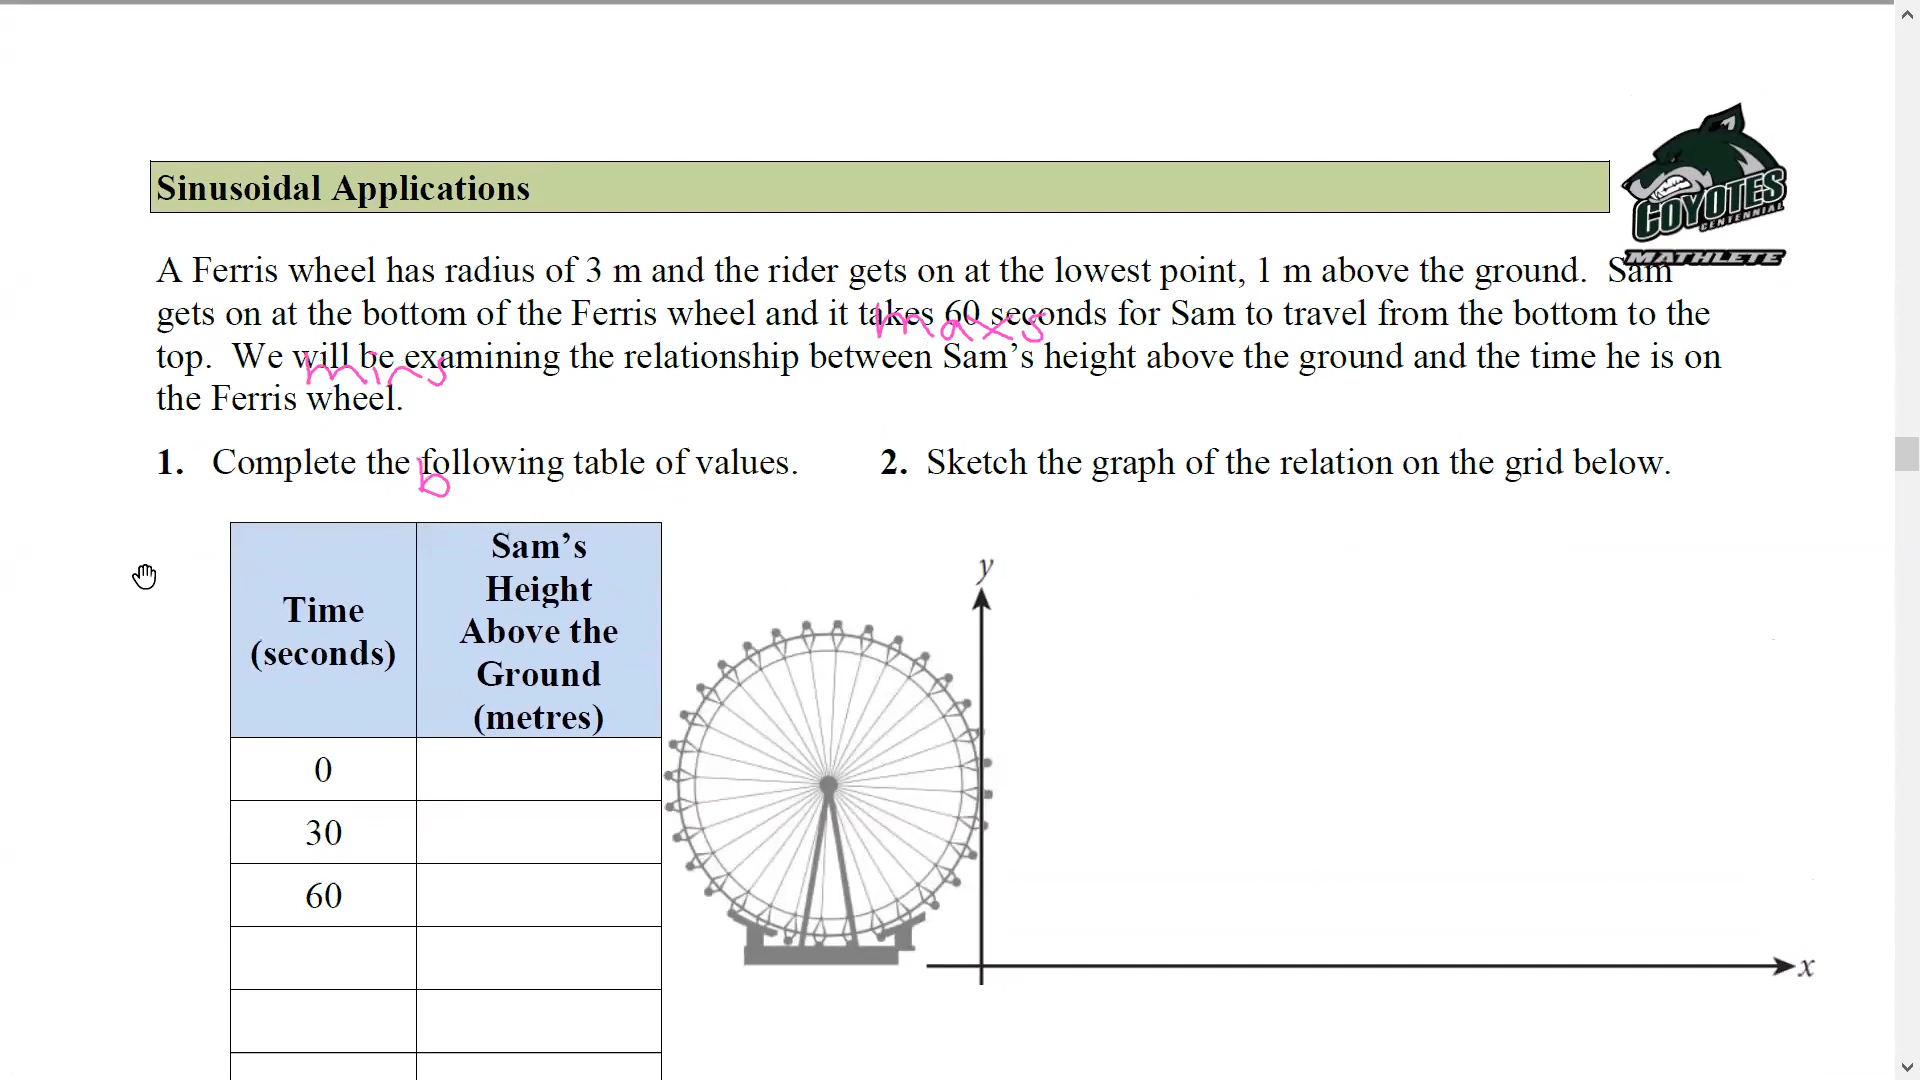 Sinusoidal Applications
COYOTES
CENTENNIAL
MATHLETE
A Ferris wheel has radius of 3 m and the rider gets on at the lowest point, 1 m above the ground. Sam
gets on at the bottom of the Ferris wheel and it takes 60 seconds for Sam to travel from the bottom to the
maxs
top. We will be examining the relationship between Sam's height above the ground and the time he is on
mins
the Ferris wheel.
1. Complete the following table of values.
2. Sketch the graph of the relation on the grid below.
b
Time
(seconds)
Sam's
Height
Above the
Ground
(metres)
0
30
60
y
x